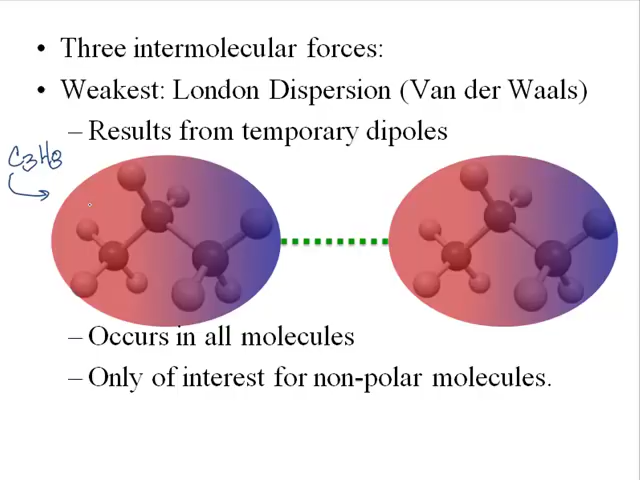 • Three intermolecular forces:
• Weakest: London Dispersion (Van der Waals)
– Results from temporary dipoles
C3H8
– Occurs in all molecules
– Only of interest for non-polar molecules.